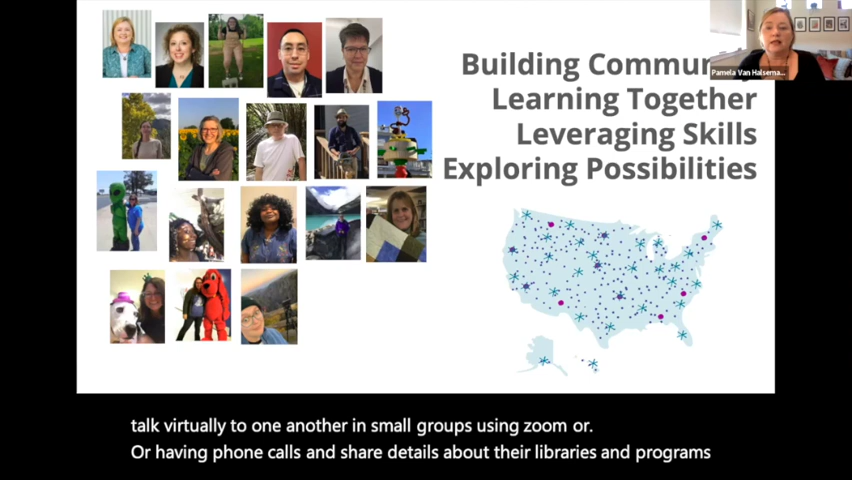 Building Commu
Learning Together
Leveraging Skills
Exploring Possibilities
Pamela Van Halsema...
talk virtually to one another in small groups using zoom or.
Or having phone calls and share details about their libraries and programs